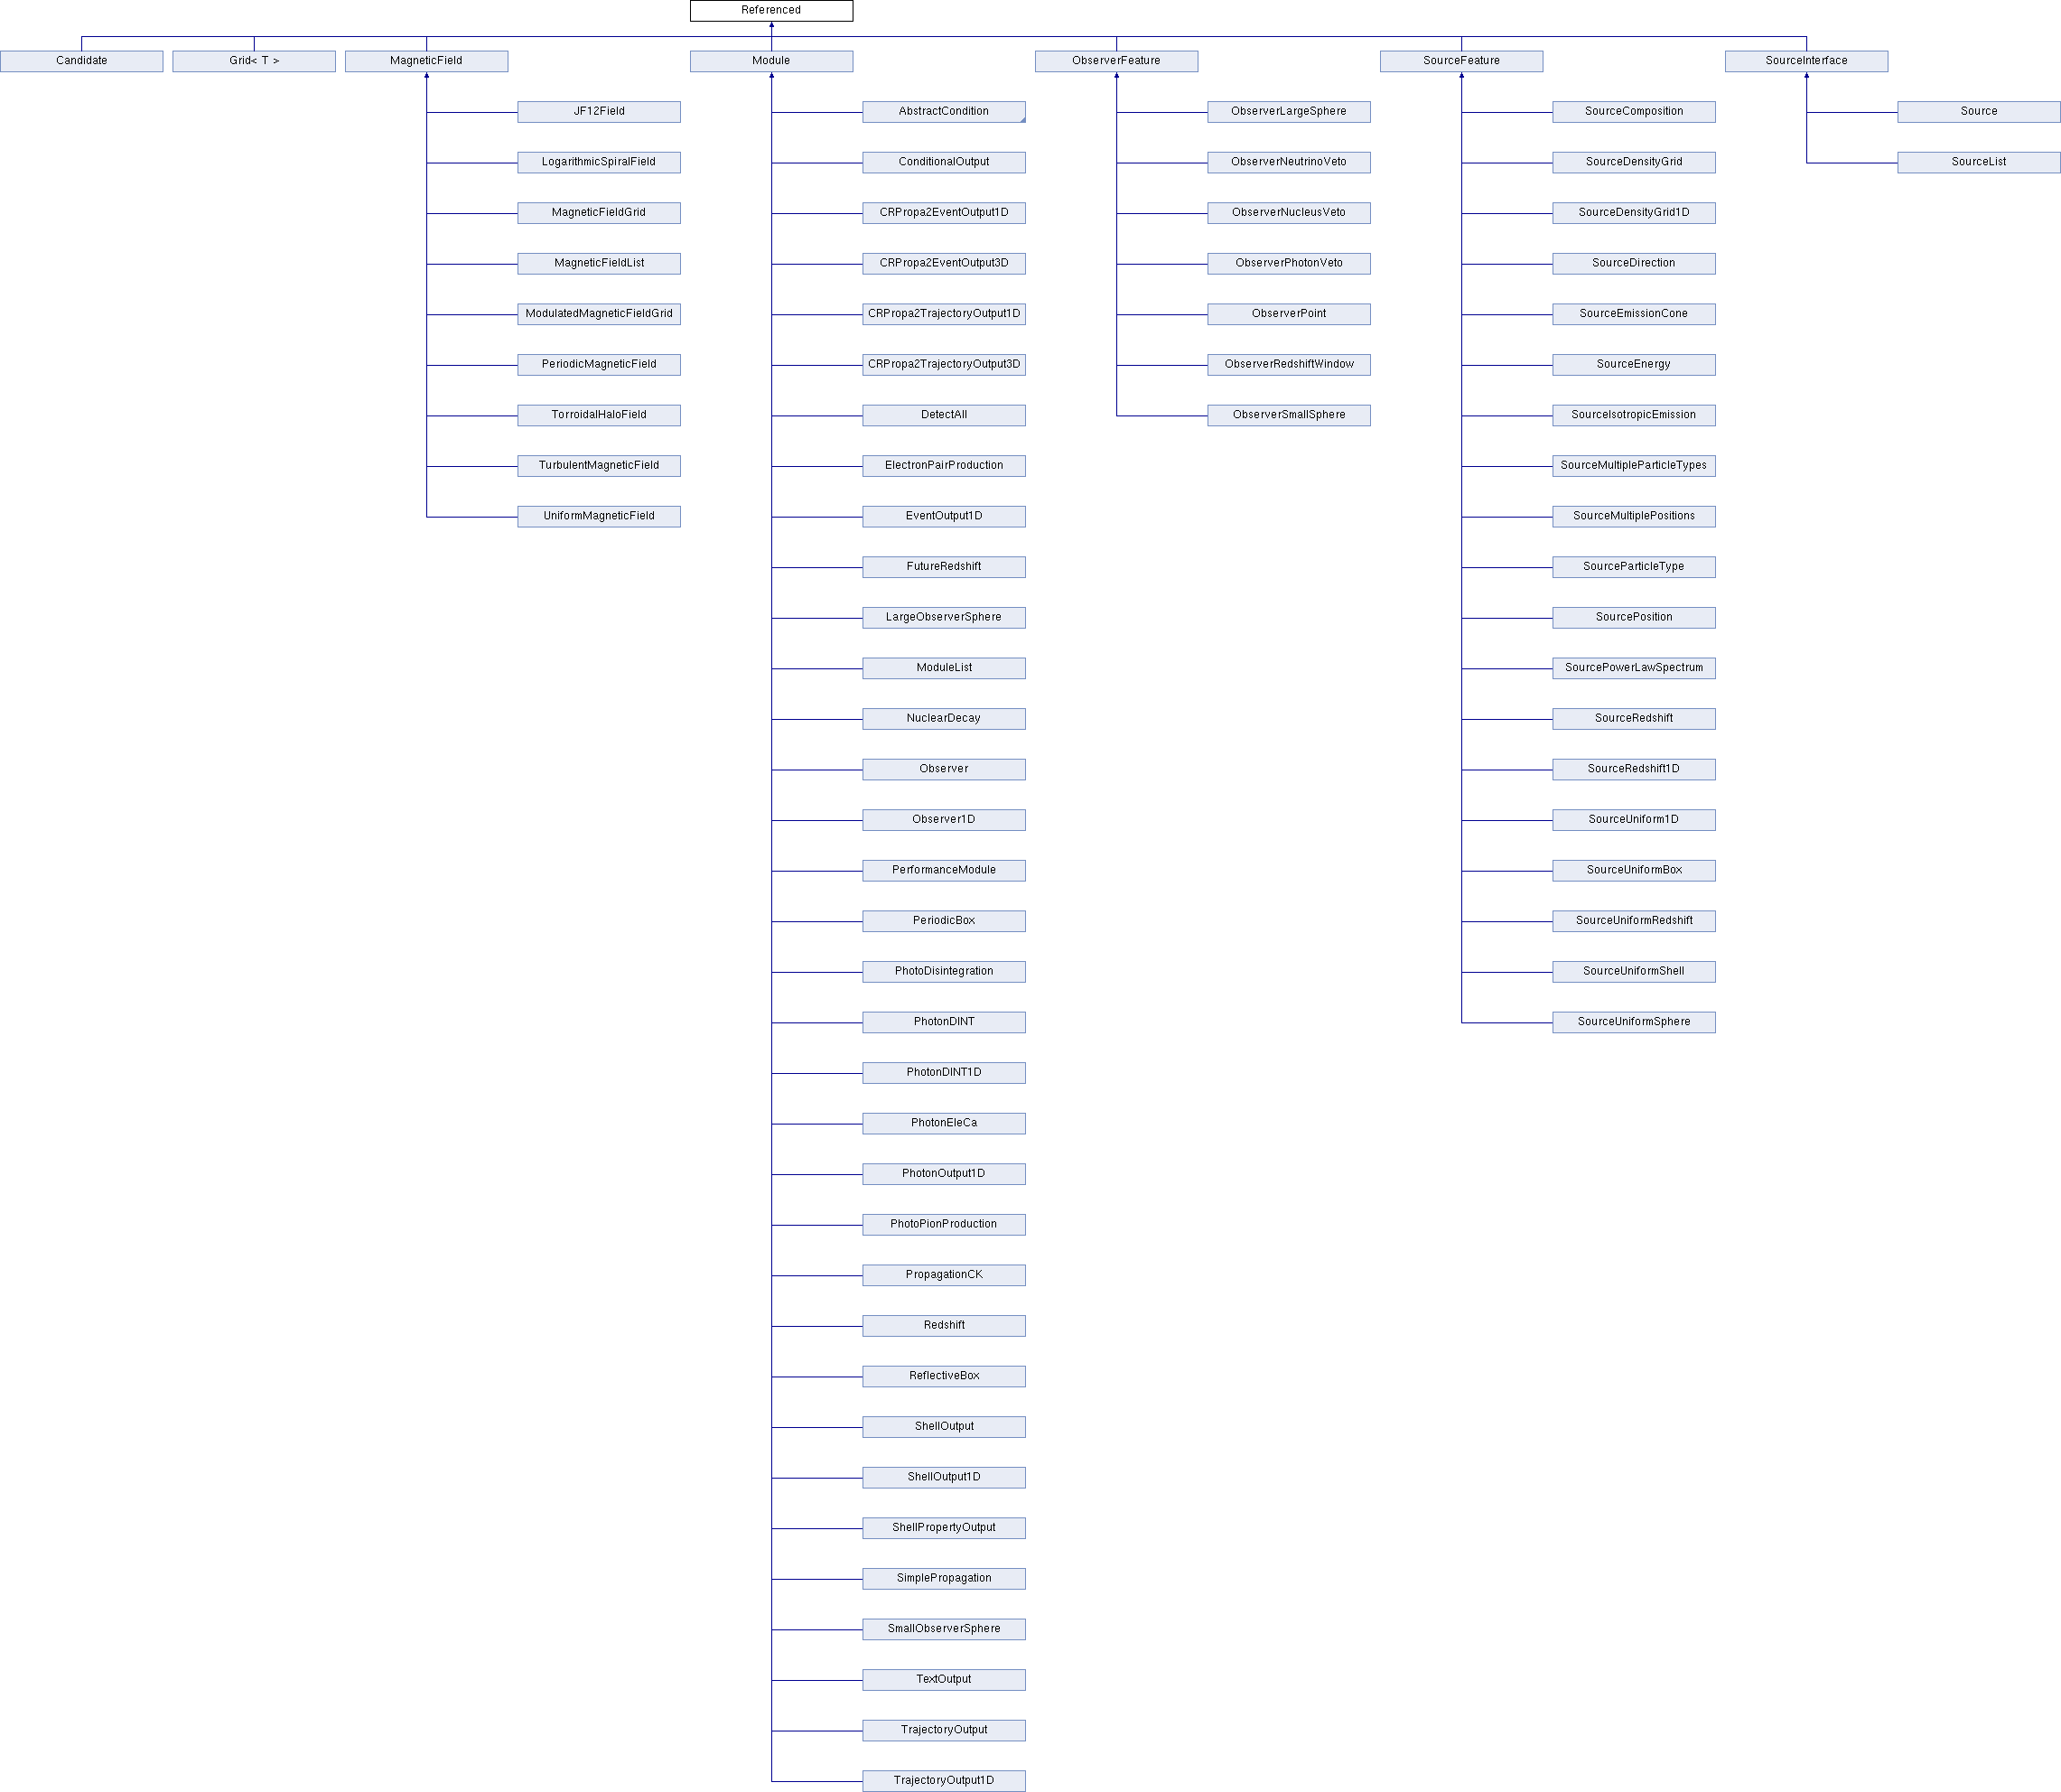 Referenced
Candidate
Grid< T >
MagneticField
Module
ObserverFeature
SourceFeature
SourceInterface
JF12Field
LogarithmicSpiralField
MagneticFieldGrid
MagneticFieldList
ModulatedMagneticFieldGrid
PeriodicMagneticField
TorroidalHaloField
TurbulentMagneticField
UniformMagneticField
AbstractCondition
ConditionalOutput
CRPropa2EventOutput1D
CRPropa2EventOutput3D
CRPropa2TrajectoryOutput1D
CRPropa2TrajectoryOutput3D
DetectAll
ElectronPairProduction
EventOutput1D
FutureRedshift
LargeObserverSphere
ModuleList
NuclearDecay
Observer
Observer1D
PerformanceModule
PeriodicBox
PhotoDisintegration
PhotonDINT
PhotonDINT1D
PhotonEleCa
PhotonOutput1D
PhotoPionProduction
PropagationCK
Redshift
ReflectiveBox
ShellOutput
ShellOutput1D
ShellPropertyOutput
SimplePropagation
SmallObserverSphere
TextOutput
TrajectoryOutput
TrajectoryOutput1D
ObserverLargeSphere
ObserverNeutrinoVeto
ObserverNucleusVeto
ObserverPhotonVeto
ObserverPoint
ObserverRedshiftWindow
ObserverSmallSphere
SourceComposition
SourceDensityGrid
SourceDensityGrid1D
SourceDirection
SourceEmissionCone
SourceEnergy
SourceIsotropicEmission
SourceMultipleParticleTypes
SourceMultiplePositions
SourceParticleType
SourcePosition
SourcePowerLawSpectrum
SourceRedshift
SourceRedshift1D
SourceUniform1D
SourceUniformBox
SourceUniformRedshift
SourceUniformShell
SourceUniformSphere
Source
SourceList